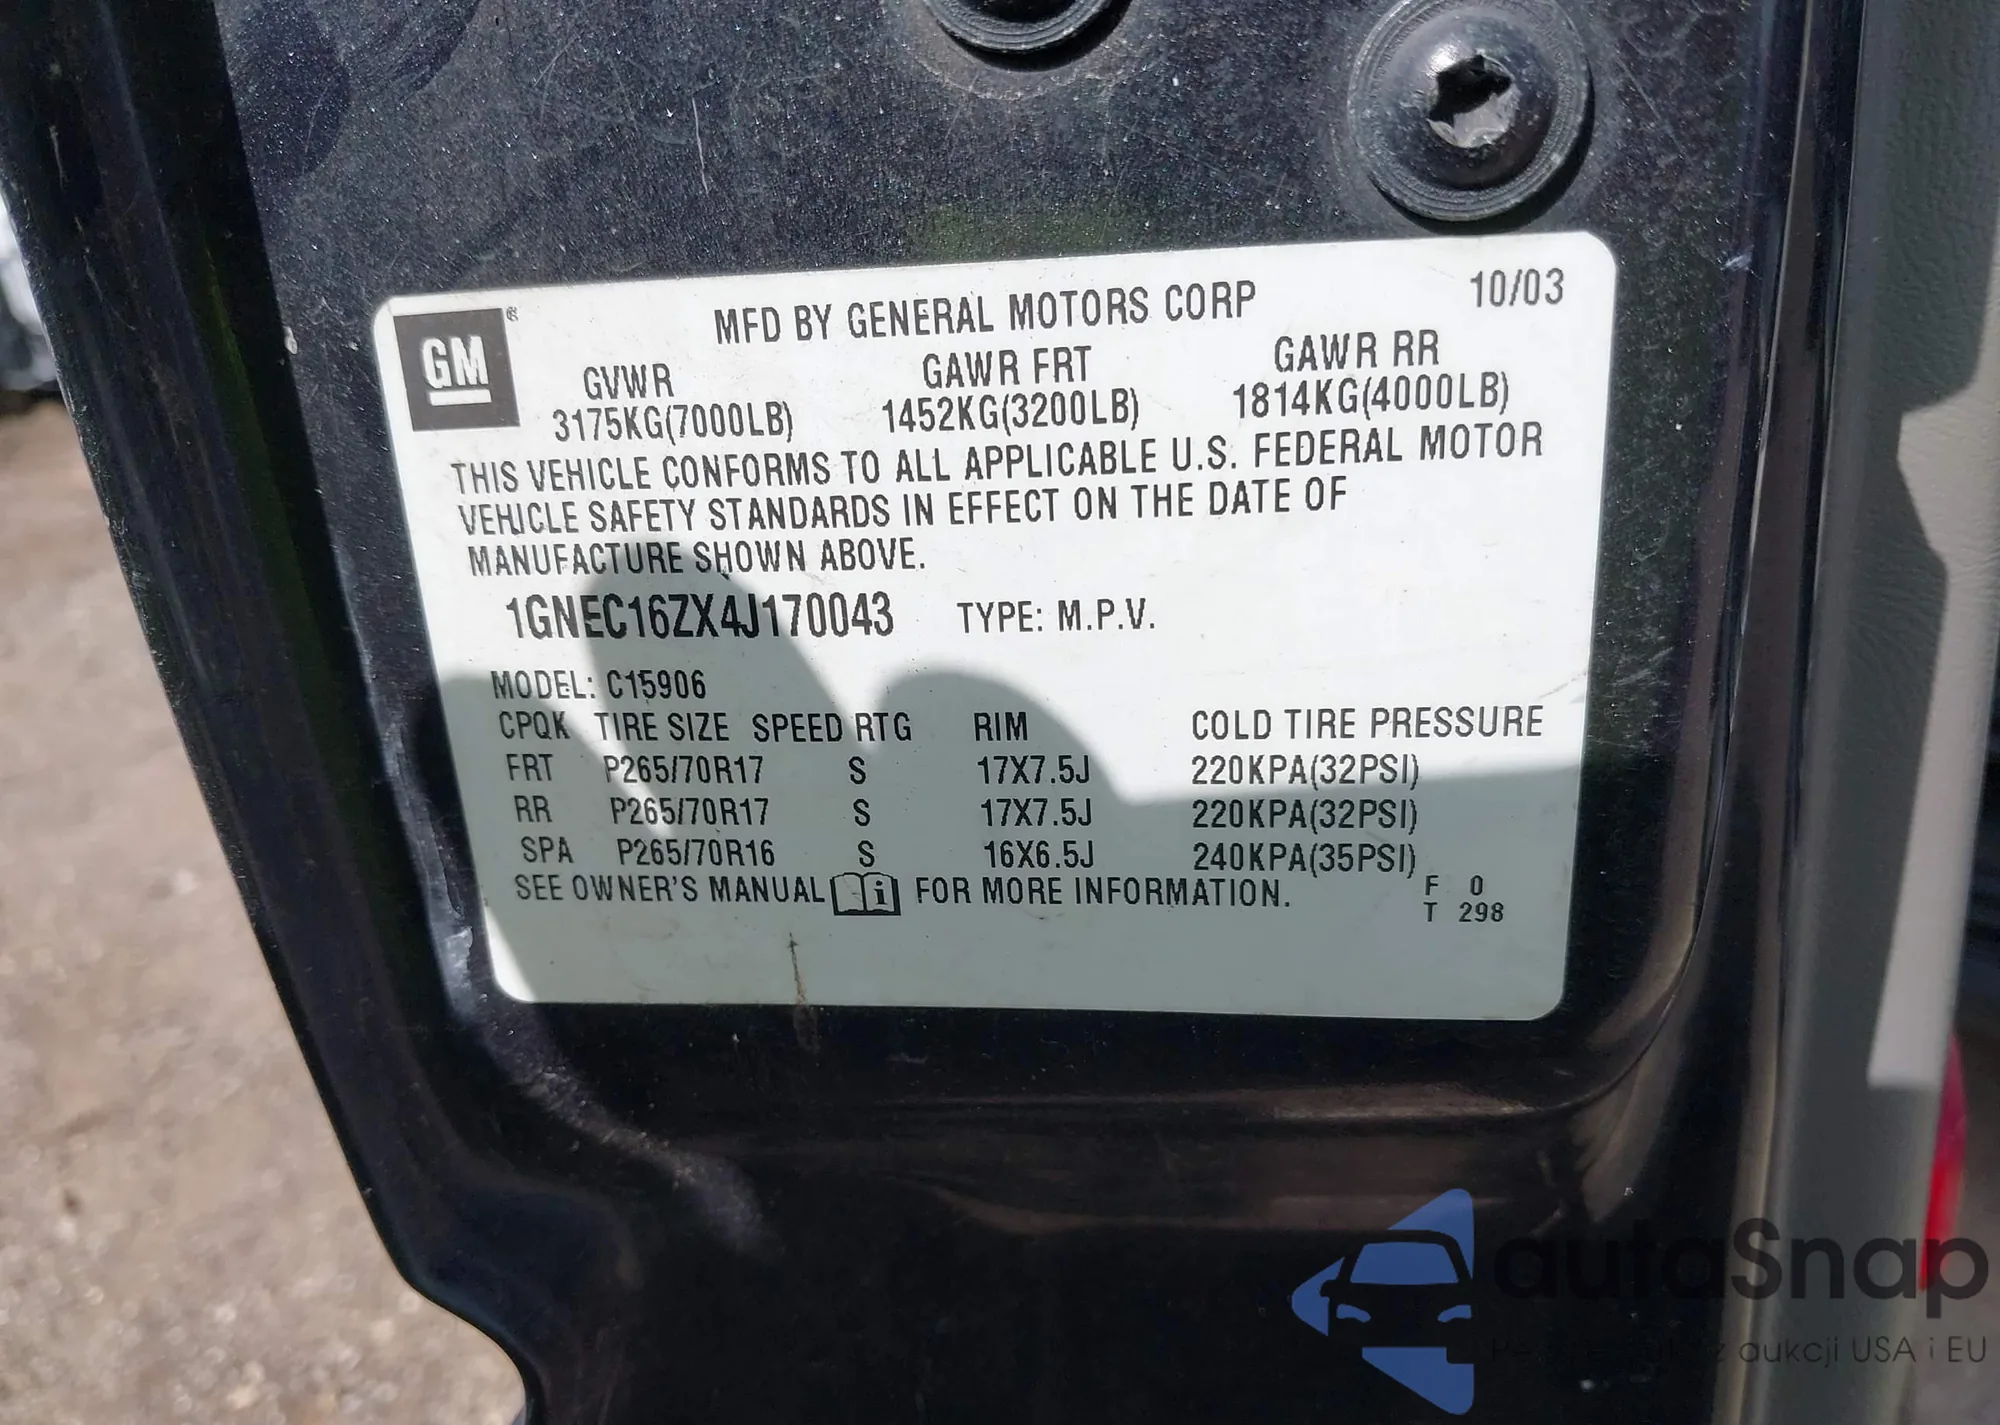 GM®
MFD BY GENERAL MOTORS CORP 10/03
GVWR GAWR FRT GAWR RR
3175KG(7000LB) 1452KG(3200LB) 1814KG(4000LB)
THIS VEHICLE CONFORMS TO ALL APPLICABLE U.S. FEDERAL MOTOR
VEHICLE SAFETY STANDARDS IN EFFECT ON THE DATE OF
MANUFACTURE SHOWN ABOVE.
1GNEC16ZX4J170043 TYPE: M.P.V.
MODEL: C15906
CPQK TIRE SIZE SPEED RTG RIM COLD TIRE PRESSURE
FRT P265/70R17 S 17X7.5J 220KPA(32PSI)
RR P265/70R17 S 17X7.5J 220KPA(32PSI)
SPA P265/70R16 S 16X6.5J 240KPA(35PSI)
SEE OWNER'S MANUAL i FOR MORE INFORMATION.
F 0
T 298
autoSnap
z aukcji USA i EU